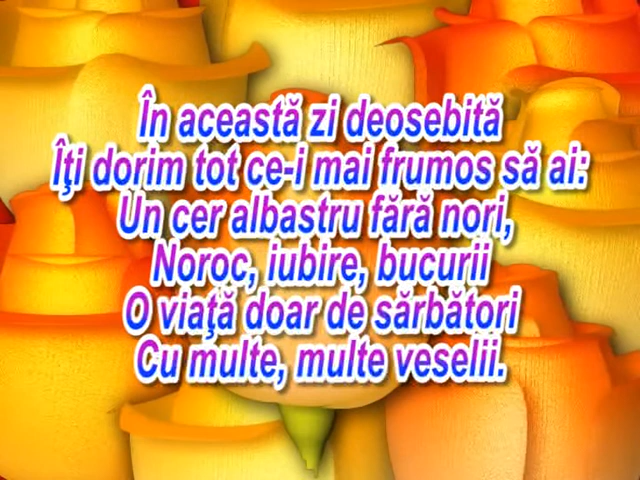 În această zi deosebită
Îţi dorim tot ce-i mai frumos să ai:
Un cer albastru fără nori,
Noroc, iubire, bucurii
O viaţă doar de sărbători
Cu multe, multe veselii.